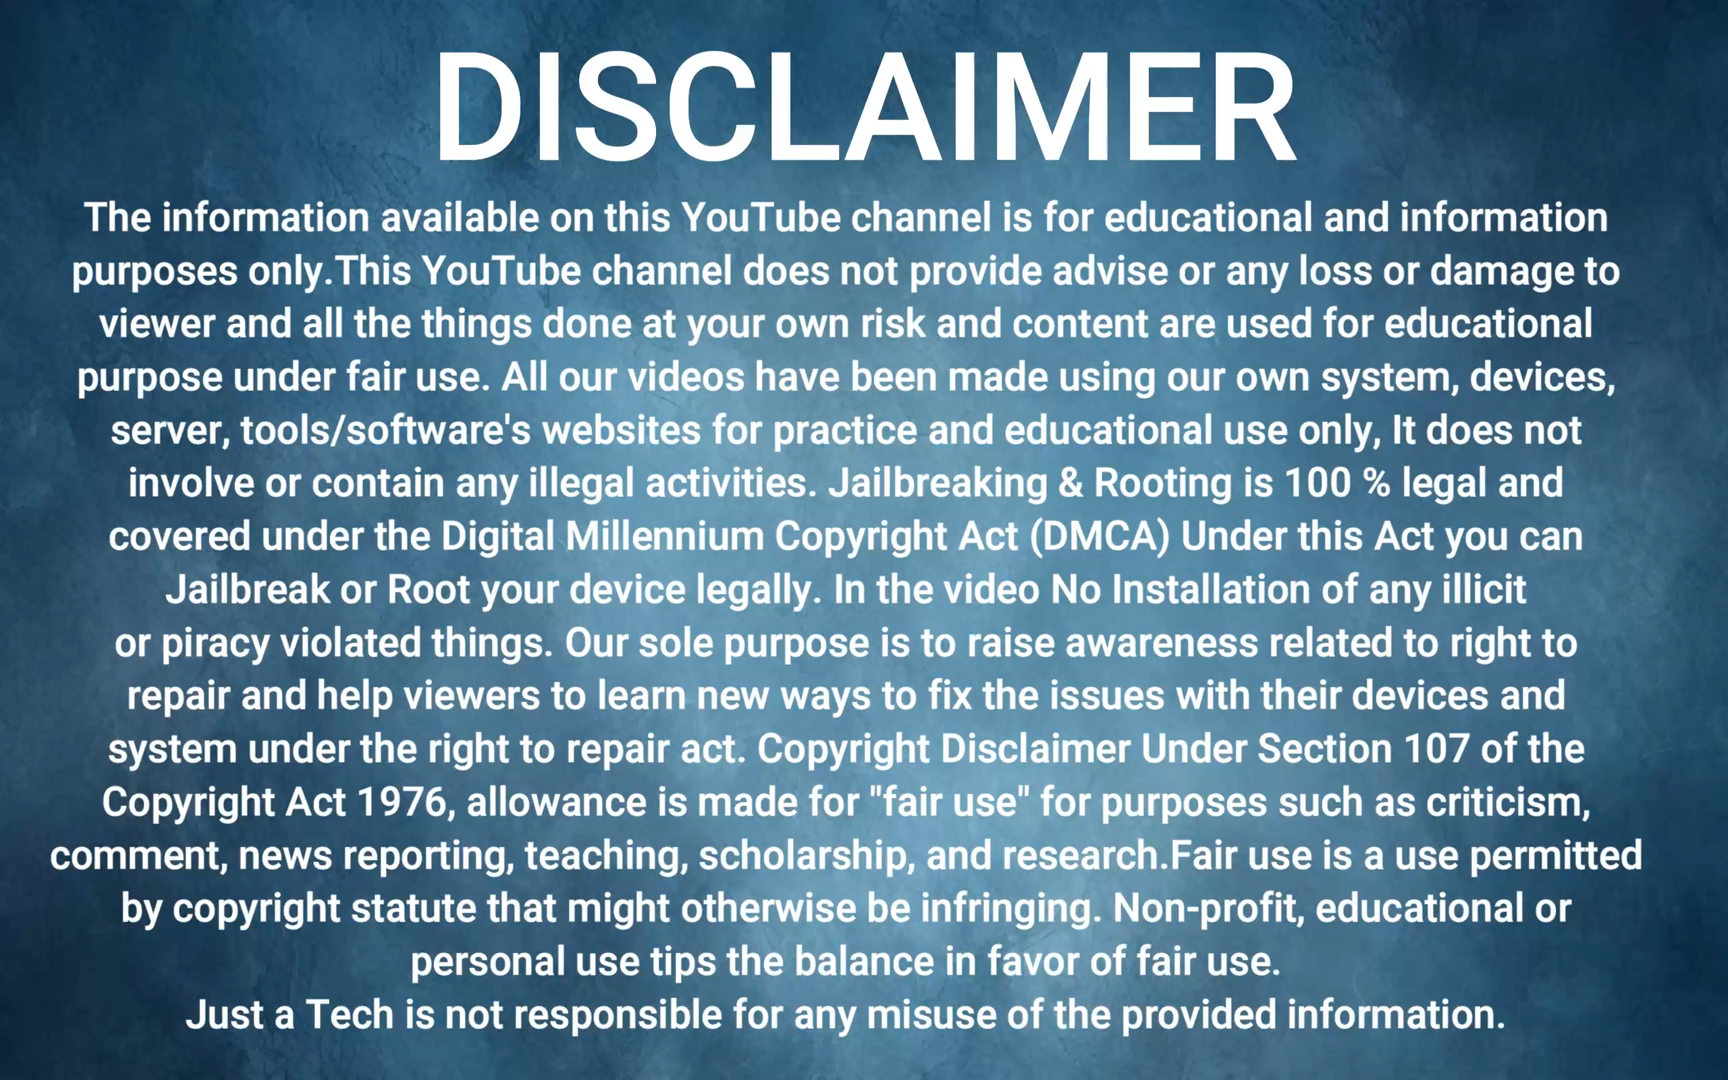 DISCLAIMER
The information available on this YouTube channel is for educational and information
purposes only.This YouTube channel does not provide advise or any loss or damage to
viewer and all the things done at your own risk and content are used for educational
purpose under fair use. All our videos have been made using our own system, devices,
server, tools/software's websites for practice and educational use only, It does not
involve or contain any illegal activities. Jailbreaking & Rooting is 100 % legal and
covered under the Digital Millennium Copyright Act (DMCA) Under this Act you can
Jailbreak or Root your device legally. In the video No Installation of any illicit
or piracy violated things. Our sole purpose is to raise awareness related to right to
repair and help viewers to learn new ways to fix the issues with their devices and
system under the right to repair act. Copyright Disclaimer Under Section 107 of the
Copyright Act 1976, allowance is made for "fair use" for purposes such as criticism,
comment, news reporting, teaching, scholarship, and research.Fair use is a use permitted
by copyright statute that might otherwise be infringing. Non-profit, educational or
personal use tips the balance in favor of fair use.
Just a Tech is not responsible for any misuse of the provided information.